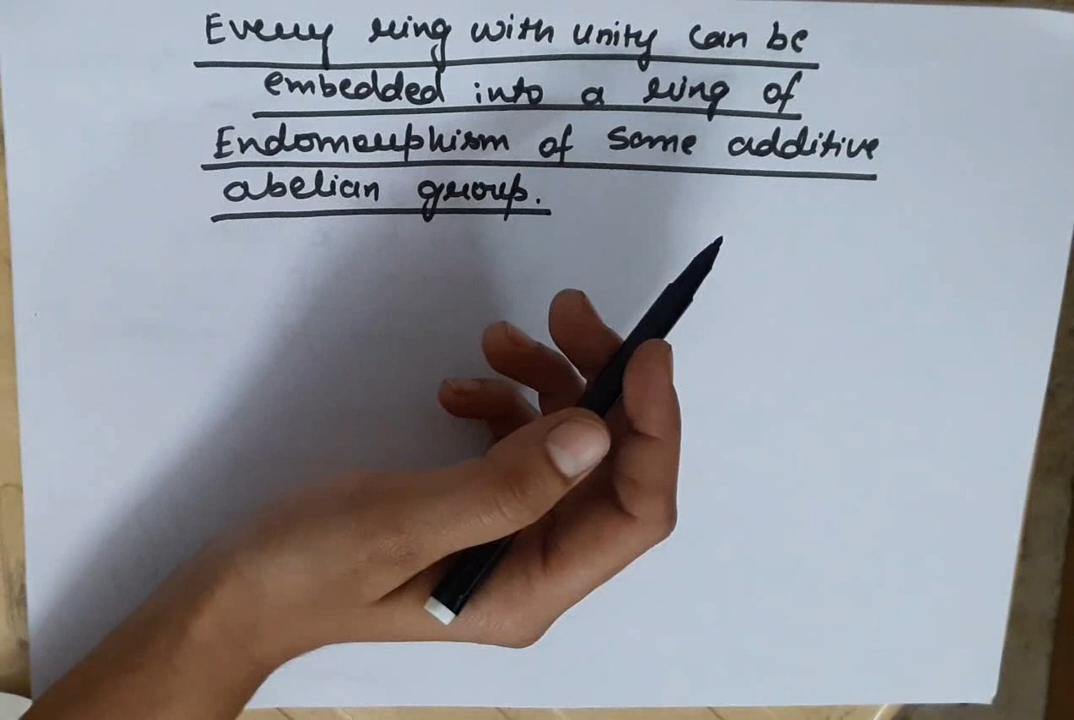 Every ring with unity can be
embedded into a ring of
Endomorphism of some additive
abelian group.